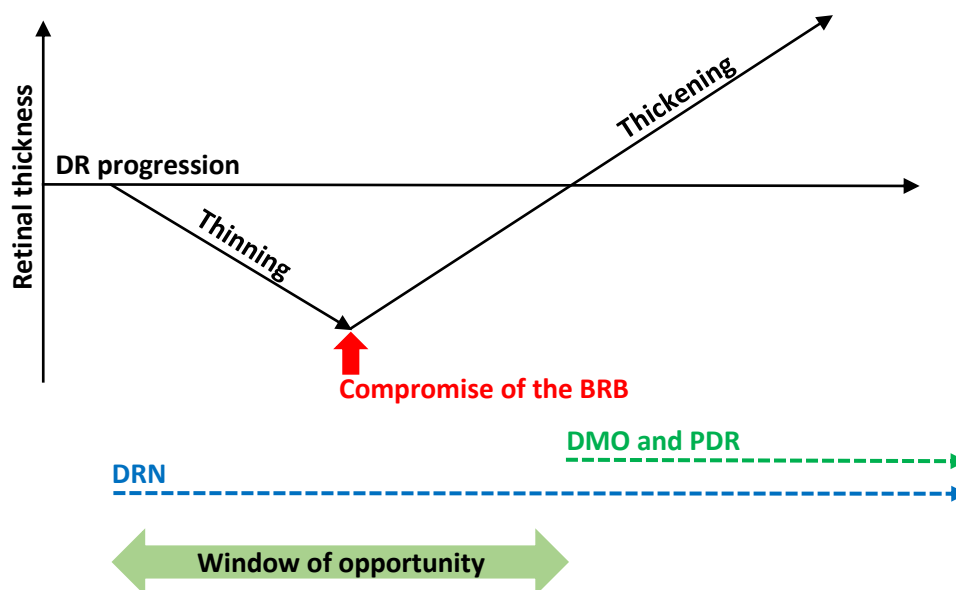 Retinal thickness
DR progression
Thinning
Thickening
Compromise of the BRB
DMO and PDR
DRN
Window of opportunity